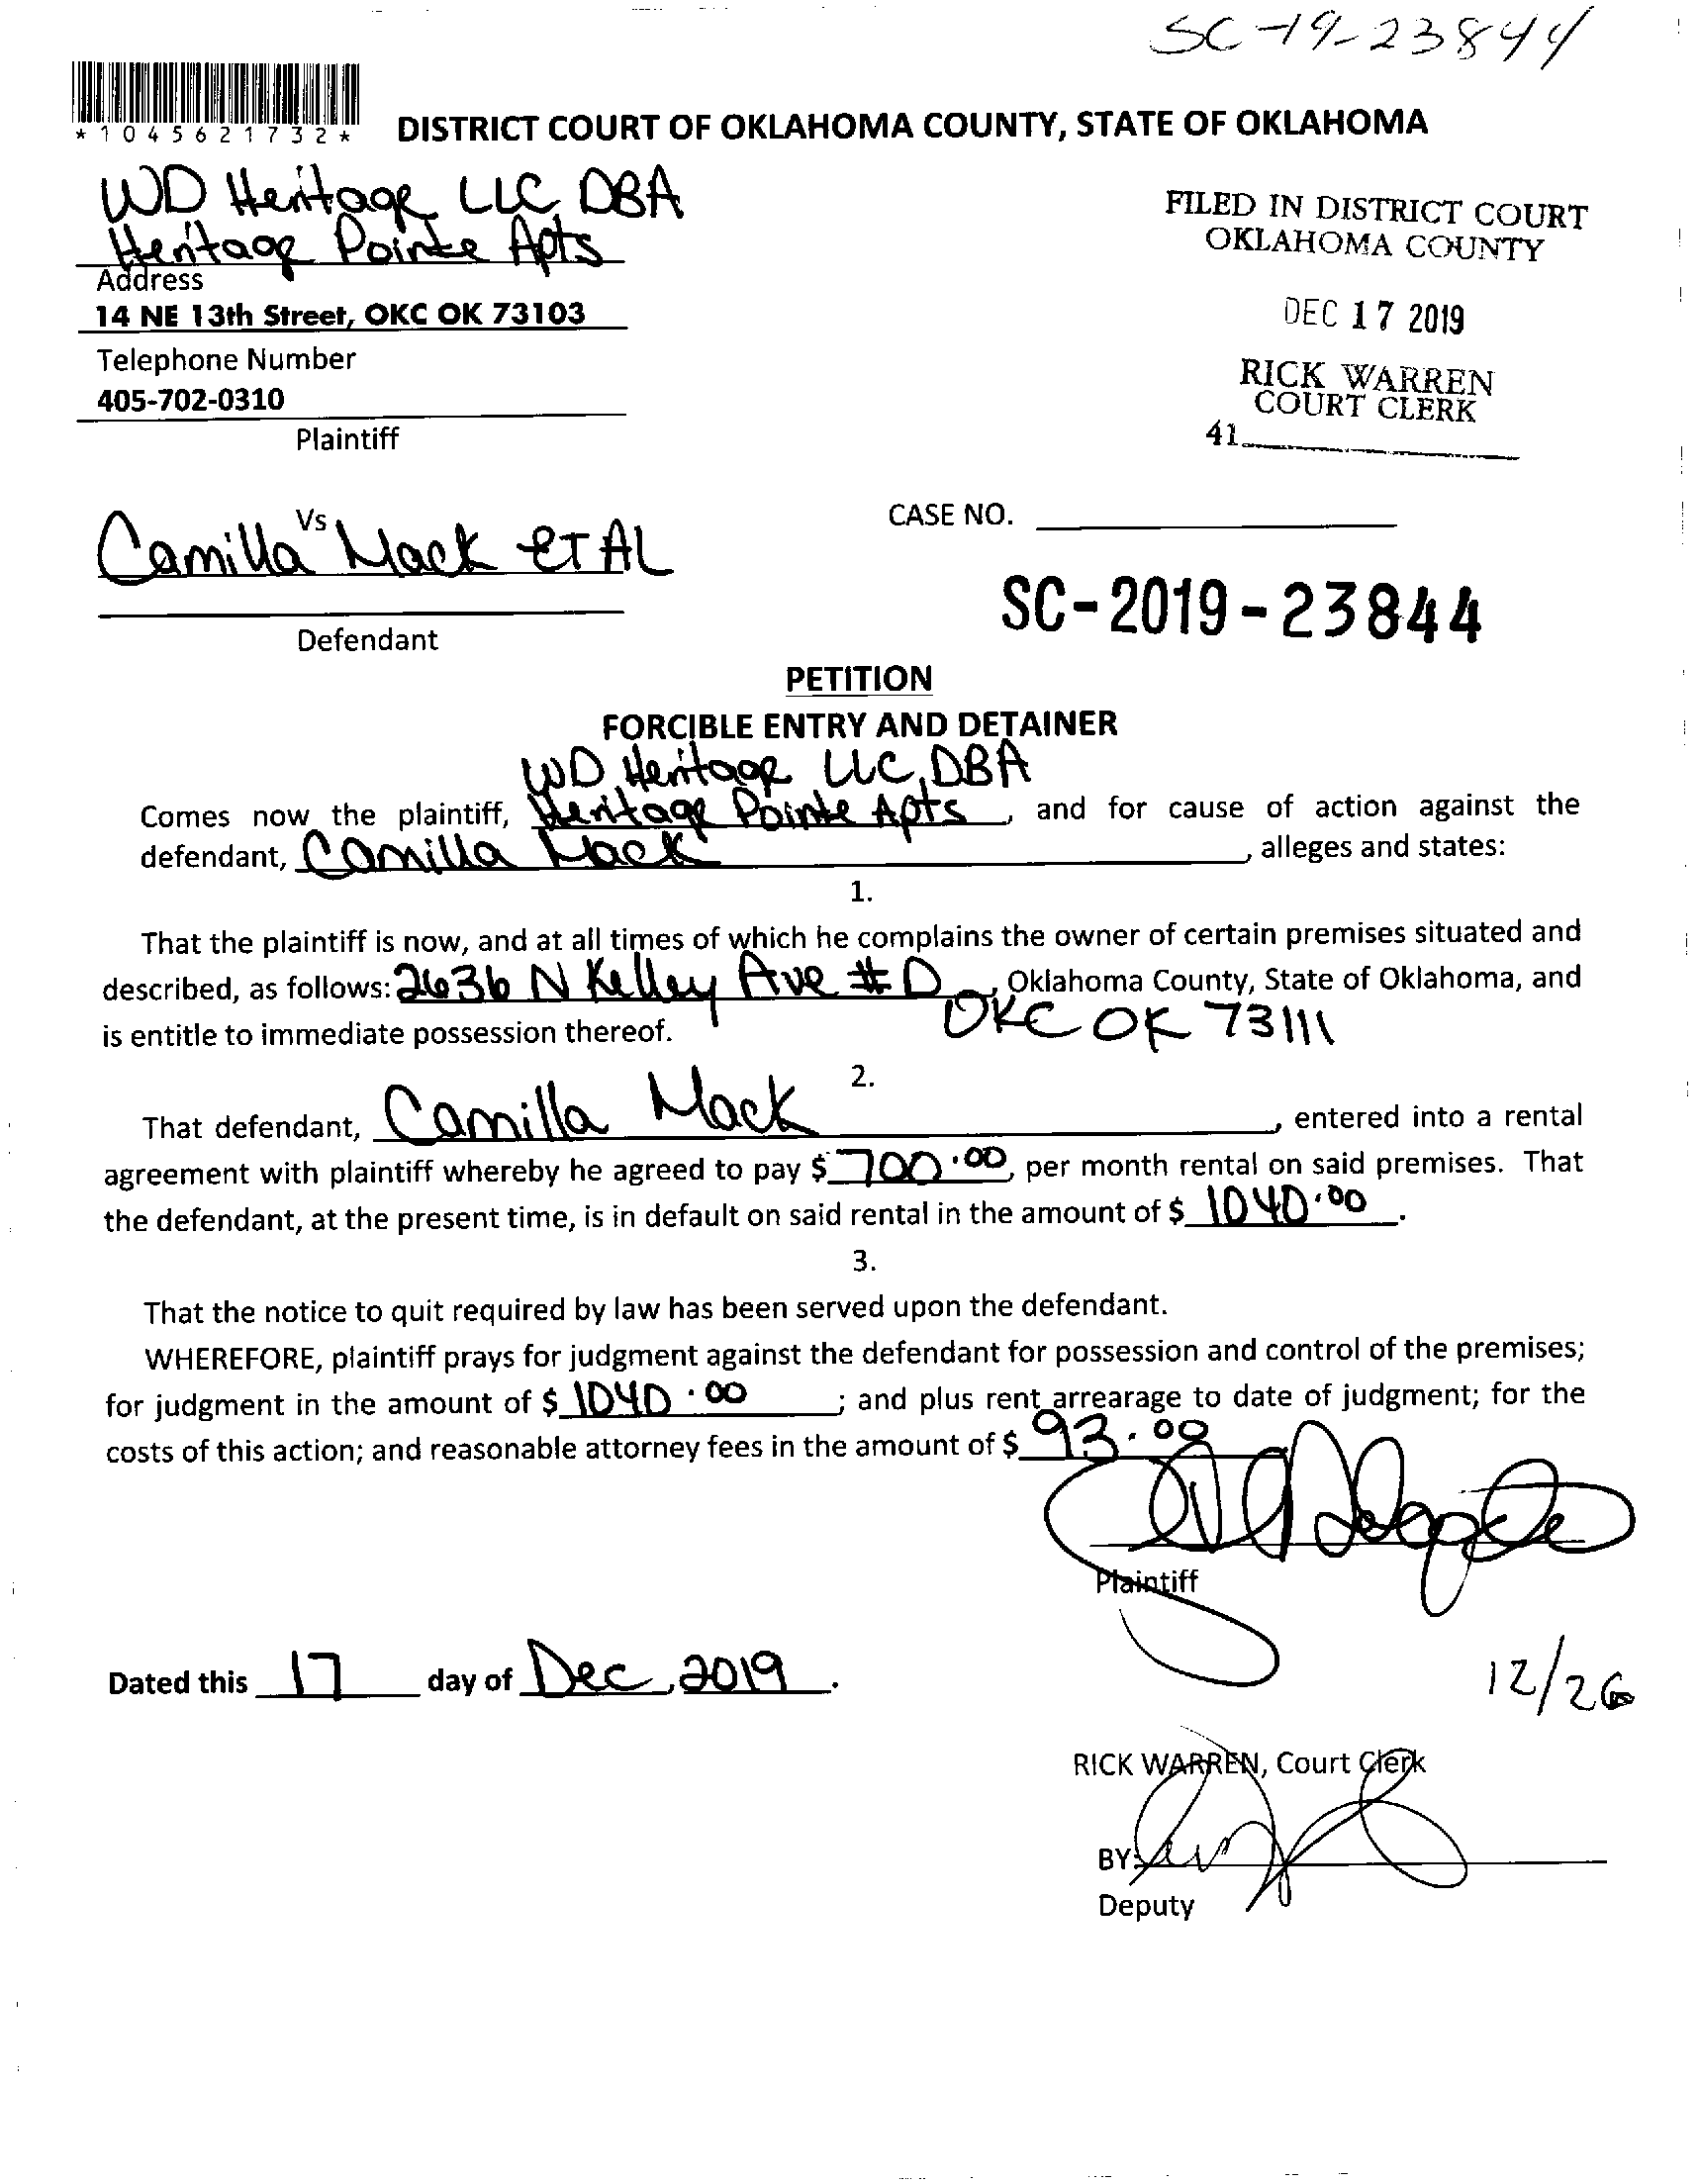 SC-19-23844
*1045621732*
DISTRICT COURT OF OKLAHOMA COUNTY, STATE OF OKLAHOMA
WD Heritage LLC DBA
Heritage Pointe Apts
Address
14 NE 13th Street, OKC OK 73103
Telephone Number
405-702-0310
Plaintiff
FILED IN DISTRICT COURT
OKLAHOMA COUNTY
DEC 17 2019
RICK WARREN
COURT CLERK
41
Vs
Camilla Mack ET AL
Defendant
CASE NO.
SC-2019-23844
PETITION
FORCIBLE ENTRY AND DETAINER
WD Heritage LLC, DBA
Comes now the plaintiff, Heritage Pointe Apts, and for cause of action against the
defendant, Camilla Mack, alleges and states:
1.
That the plaintiff is now, and at all times of which he complains the owner of certain premises situated and
described, as follows: 2636 N Kelley Ave # D, Oklahoma County, State of Oklahoma, and
OKC OK 73111
is entitle to immediate possession thereof.
2.
That defendant, Camilla Mack, entered into a rental
agreement with plaintiff whereby he agreed to pay $ 700.00, per month rental on said premises. That
the defendant, at the present time, is in default on said rental in the amount of $ 1040.00.
3.
That the notice to quit required by law has been served upon the defendant.
WHEREFORE, plaintiff prays for judgment against the defendant for possession and control of the premises;
for judgment in the amount of $ 1040.00; and plus rent arrearage to date of judgment; for the
costs of this action; and reasonable attorney fees in the amount of $ 93.00
Plaintiff
Dated this 17 day of Dec, 2019.
12/26
RICK WARREN, Court Clerk
BY:
Deputy